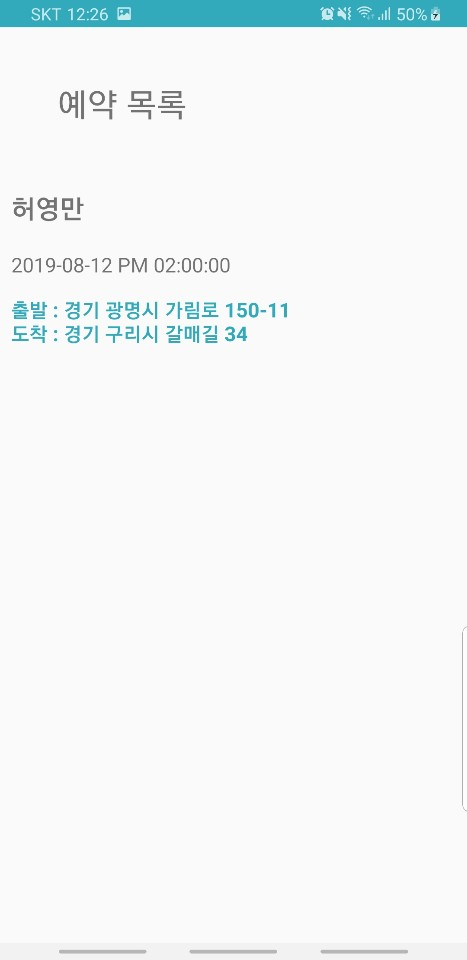 SKT 12:26 50%
예약 목록
허영만
2019-08-12 PM 02:00:00
출발 : 경기 광명시 가림로 150-11
도착 : 경기 구리시 갈매길 34